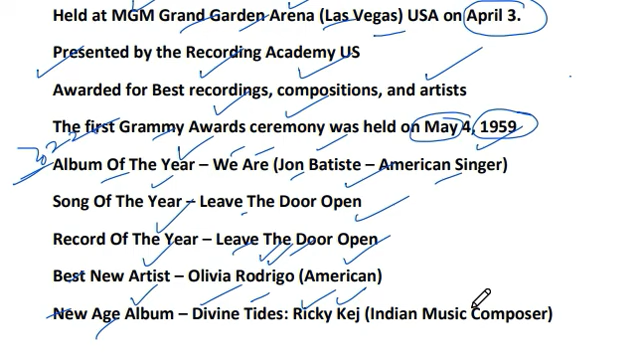 Held at MGM Grand Garden Arena (Las Vegas) USA on April 3.
Presented by the Recording Academy US
Awarded for Best recordings, compositions, and artists
The first Grammy Awards ceremony was held on May 4, 1959
Album Of The Year – We Are (Jon Batiste – American Singer)
Song Of The Year – Leave The Door Open
Record Of The Year – Leave The Door Open
Best New Artist – Olivia Rodrigo (American)
New Age Album – Divine Tides: Ricky Kej (Indian Music Composer)